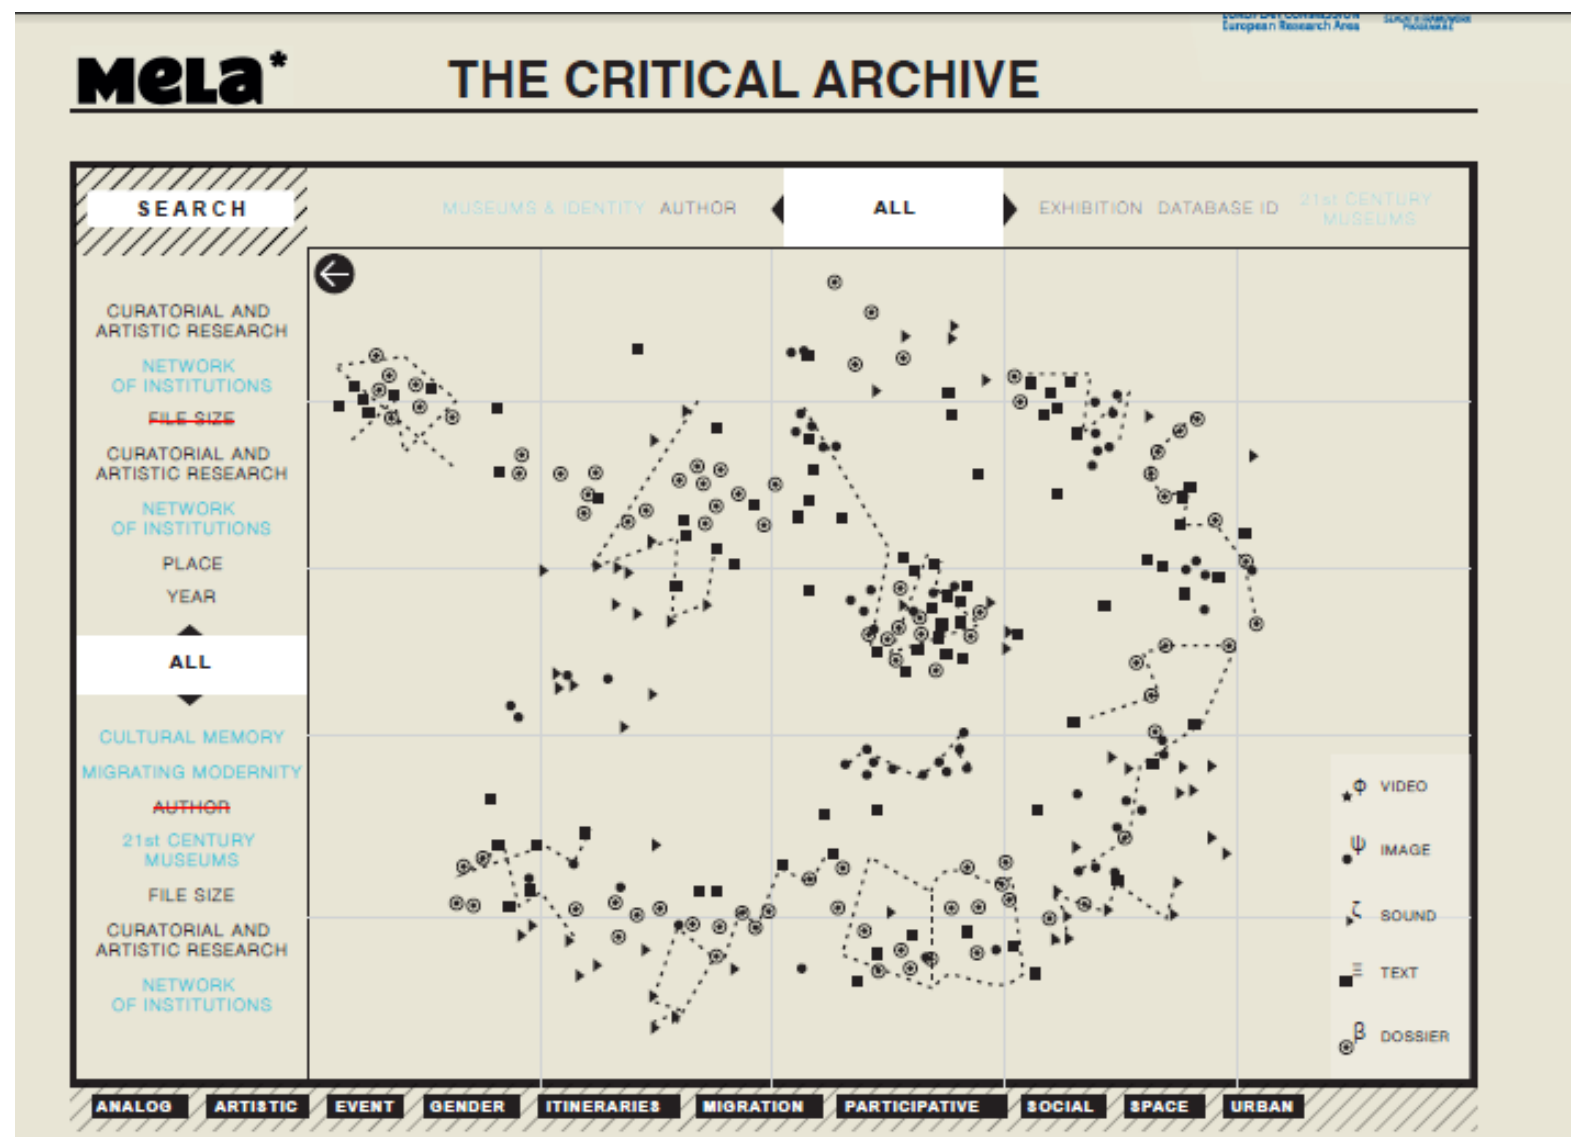 European Research Area
MeLa*
THE CRITICAL ARCHIVE
SEARCH
MUSEUMS & IDENTITY AUTHOR ALL EXHIBITION DATABASE ID 21st CENTURY
MUSEUMS
CURATORIAL AND
ARTISTIC RESEARCH
NETWORK
OF INSTITUTIONS
FILE SIZE
CURATORIAL AND
ARTISTIC RESEARCH
NETWORK
OF INSTITUTIONS
PLACE
YEAR
ALL
CULTURAL MEMORY
MIGRATING MODERNITY
AUTHOR
21st CENTURY
MUSEUMS
FILE SIZE
CURATORIAL AND
ARTISTIC RESEARCH
NETWORK
OF INSTITUTIONS
Φ VIDEO
Ψ IMAGE
ζ SOUND
Ξ TEXT
β DOSSIER
ANALOG ARTISTIC EVENT GENDER ITINERARIES MIGRATION PARTICIPATIVE SOCIAL SPACE URBAN